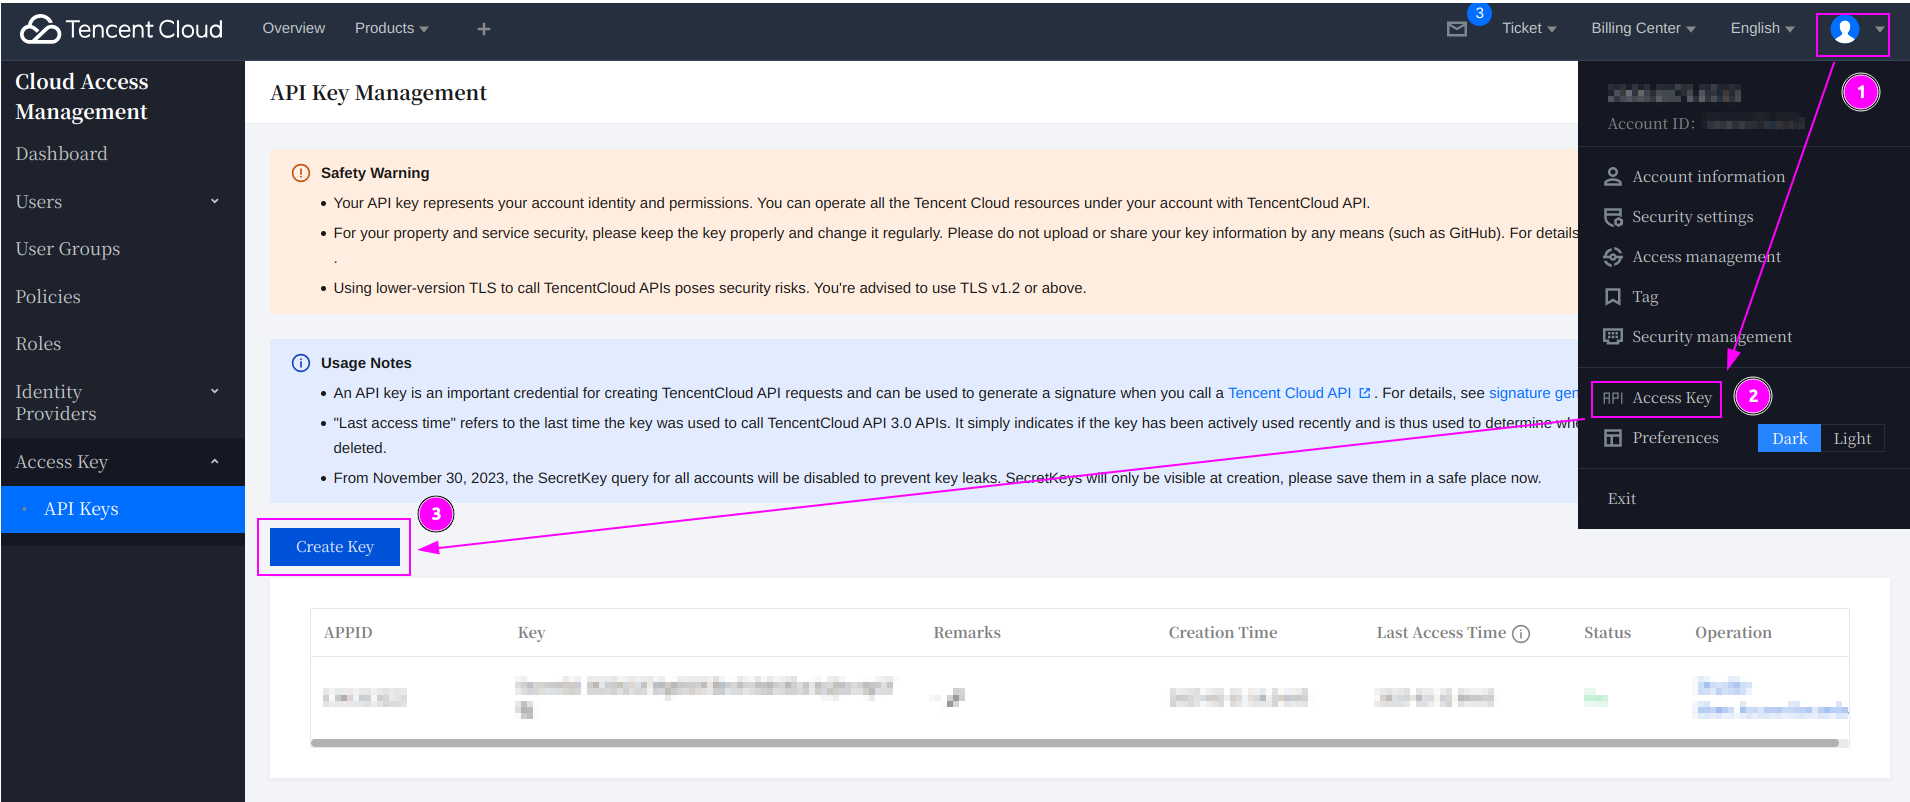 Tencent Cloud
Overview
Products
+
3
Ticket
Billing Center
English
Cloud Access
Management
Dashboard
Users
User Groups
Policies
Roles
Identity
Providers
Access Key
API Keys
API Key Management
Safety Warning
Your API key represents your account identity and permissions. You can operate all the Tencent Cloud resources under your account with TencentCloud API.
For your property and service security, please keep the key properly and change it regularly. Please do not upload or share your key information by any means (such as GitHub). For details
.
Using lower-version TLS to call TencentCloud APIs poses security risks. You're advised to use TLS v1.2 or above.
Usage Notes
An API key is an important credential for creating TencentCloud API requests and can be used to generate a signature when you call a Tencent Cloud API . For details, see signature gen
"Last access time" refers to the last time the key was used to call TencentCloud API 3.0 APIs. It simply indicates if the key has been actively used recently and is thus used to determine whe
deleted.
From November 30, 2023, the SecretKey query for all accounts will be disabled to prevent key leaks. SecretKeys will only be visible at creation, please save them in a safe place now.
3
Create Key
APPID
Key
Remarks
Creation Time
Last Access Time
Status
Operation
1
Account ID:
Account information
Security settings
Access management
Tag
Security management
API Access Key
2
Preferences
Dark
Light
Exit